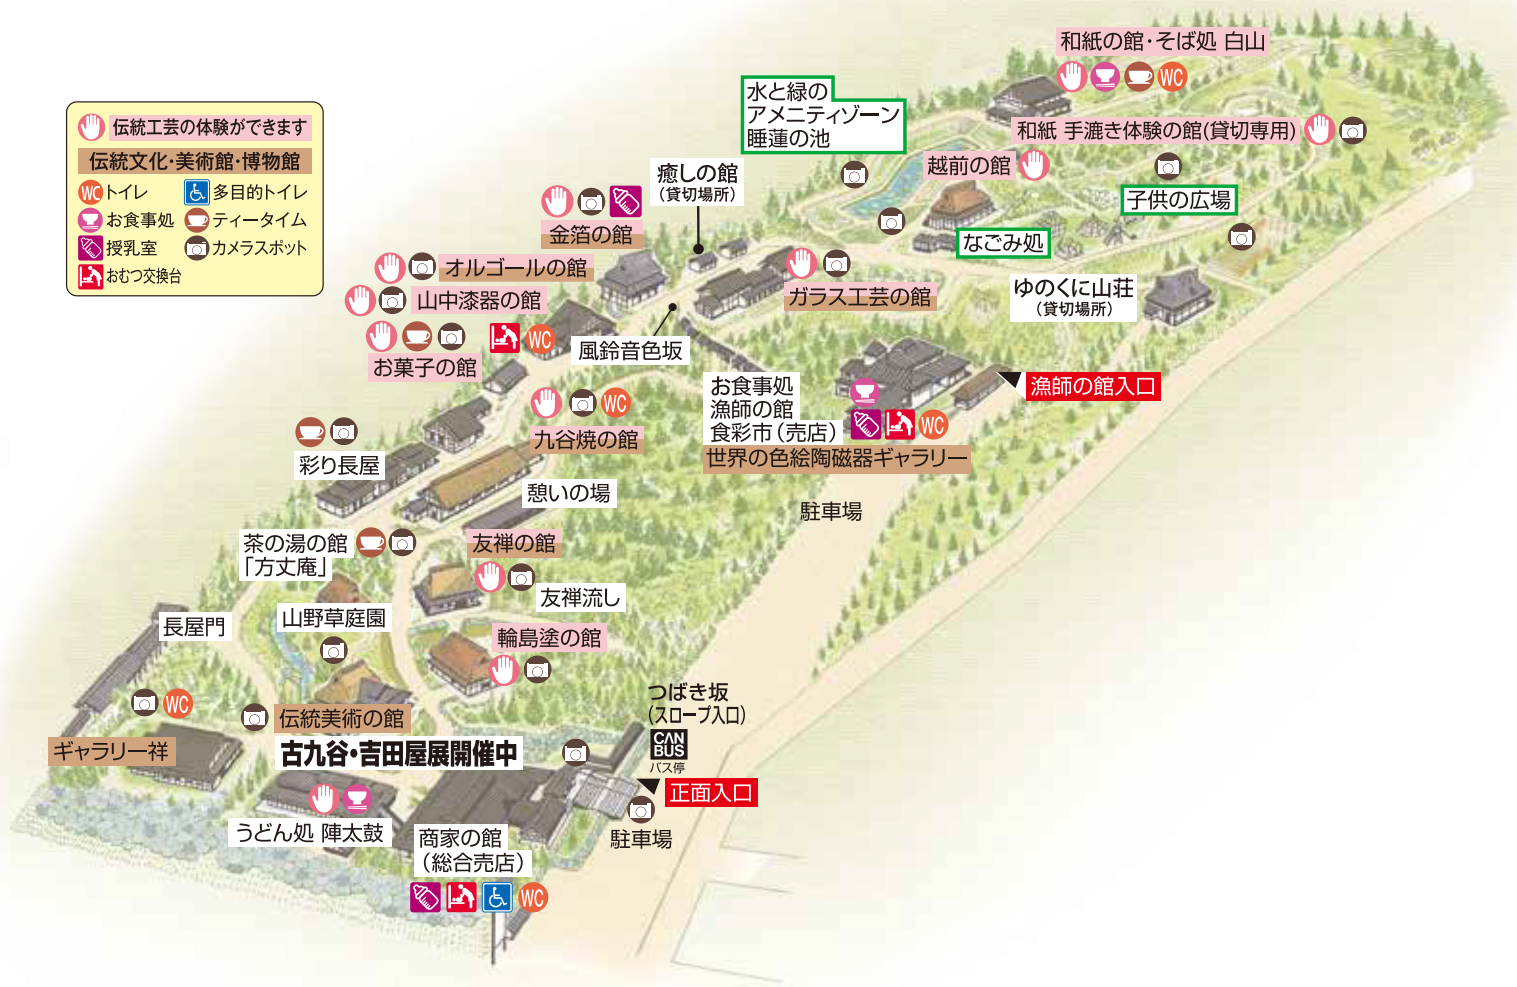 和紙の館・そば処 白山
WC
水と緑の
アメニティゾーン
睡蓮の池
伝統工芸の体験ができます
伝統文化・美術館・博物館
WC トイレ
多目的トイレ
お食事処
ティータイム
授乳室
カメラスポット
おむつ交換台
和紙 手漉き体験の館(貸切専用)
越前の館
癒しの館
(貸切場所)
子供の広場
金箔の館
なごみ処
オルゴールの館
山中漆器の館
ガラス工芸の館
ゆのくに山荘
(貸切場所)
WC
お菓子の館
風鈴音色坂
お食事処
漁師の館
食彩市(売店)
WC
世界の色絵陶磁器ギャラリー
漁師の館入口
WC
九谷焼の館
彩り長屋
憩いの場
駐車場
茶の湯の館
「方丈庵」
友禅の館
友禅流し
長屋門
山野草庭園
輪島塗の館
WC
つばき坂
(スロープ入口)
CAN
BUS
バス停
伝統美術の館
古九谷・吉田屋展開催中
ギャラリー祥
正面入口
うどん処 陣太鼓
商家の館
(総合売店)
WC
駐車場